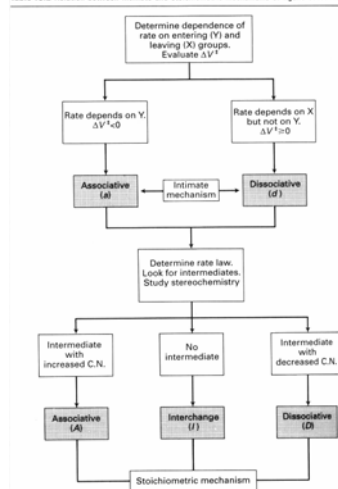 Determine dependence of
rate on entering (Y) and
leaving (X) groups.
Evaluate ΔV‡
Rate depends on Y.
ΔV‡<0
Rate depends on X
but not on Y.
ΔV‡≥0
Associative
(a)
Intimate
mechanism
Dissociative
(d)
Determine rate law.
Look for intermediates.
Study stereochemistry
Intermediate
with
increased C.N.
No
intermediate
Intermediate
with
decreased C.N.
Associative
(A)
Interchange
(I)
Dissociative
(D)
Stoichiometric mechanism